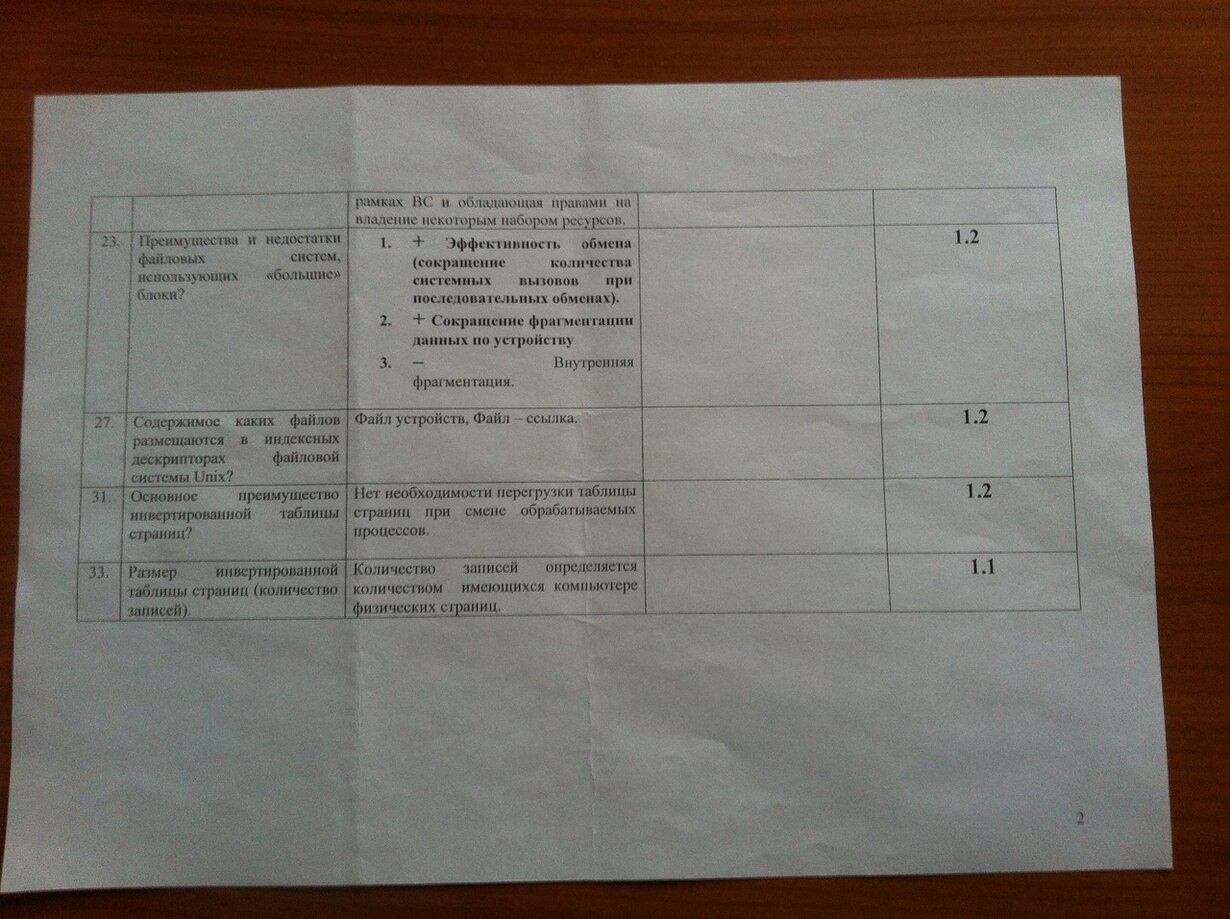 рамках ВС и обладающая правами на
владение некоторым набором ресурсов.
23.
Преимущества и недостатки
файловых систем,
использующих «большие»
блоки?
1. + Эффективность обмена
(сокращение количества
системных вызовов при
последовательных обменах).
2. + Сокращение фрагментации
данных по устройству
3. – Внутренняя
фрагментация.
1.2
27.
Содержимое каких файлов
размещаются в индексных
дескрипторах файловой
системы Unix?
Файл устройств, Файл – ссылка.
1.2
31.
Основное преимущество
инвертированной таблицы
страниц?
Нет необходимости перегрузки таблицы
страниц при смене обрабатываемых
процессов.
1.2
33.
Размер инвертированной
таблицы страниц (количество
записей).
Количество записей определяется
количеством имеющихся компьютере
физических страниц.
1.1
2